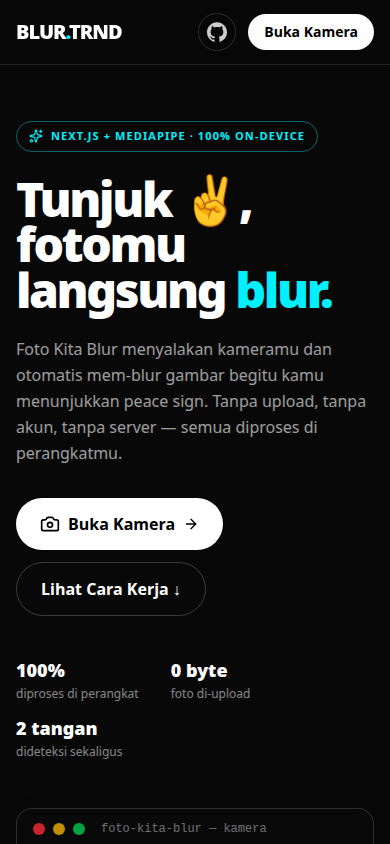 BLUR.TRND
Buka Kamera
NEXT.JS + MEDIAPIPE · 100% ON-DEVICE
Tunjuk ✌️,
fotomu
langsung blur.
Foto Kita Blur menyalakan kameramu dan
otomatis mem-blur gambar begitu kamu
menunjukkan peace sign. Tanpa upload, tanpa
akun, tanpa server — semua diproses di
perangkatmu.
Buka Kamera →
Lihat Cara Kerja ↓
100%
diproses di perangkat
0 byte
foto di-upload
2 tangan
dideteksi sekaligus
foto-kita-blur — kamera